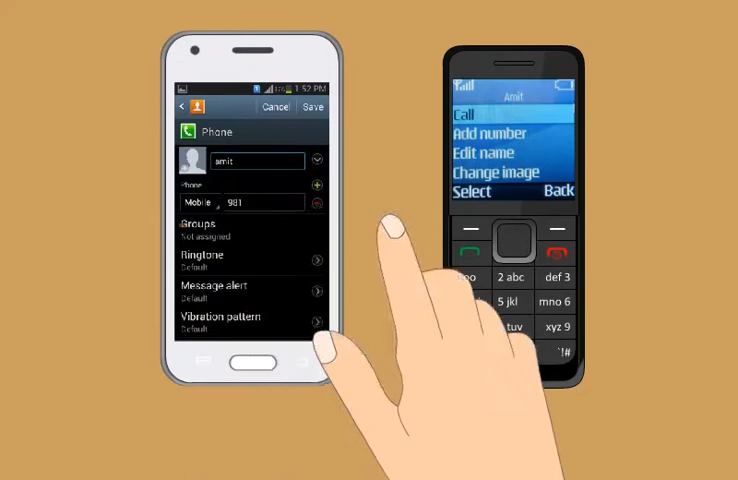 1:52 PM
Cancel Save
Phone
amit
Phone
Mobile 981
Groups
Not assigned
Ringtone
Default
Message alert
Default
Vibration pattern
Default
Amit
Call
Add number
Edit name
Change image
Select Back
2 abc def 3
5 jkl mno 6
tuv xyz 9
#